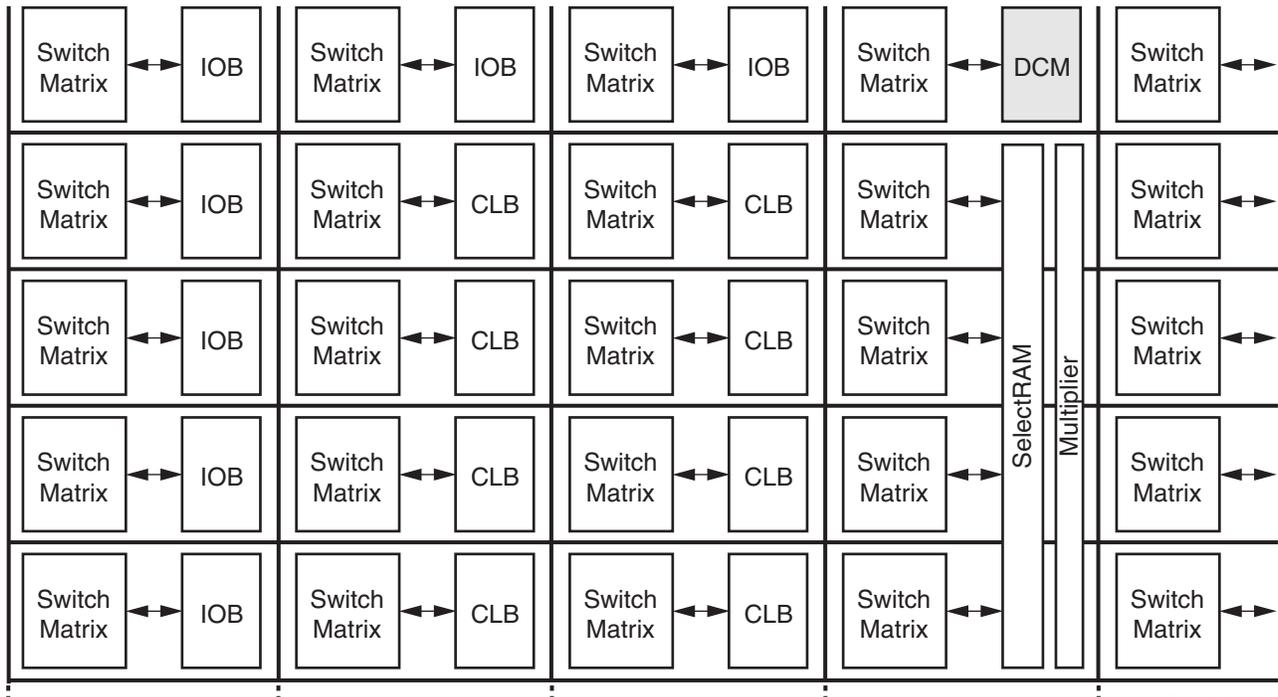 Switch
Matrix
IOB
Switch
Matrix
IOB
Switch
Matrix
IOB
Switch
Matrix
DCM
Switch
Matrix
Switch
Matrix
IOB
Switch
Matrix
CLB
Switch
Matrix
CLB
Switch
Matrix
Switch
Matrix
Switch
Matrix
IOB
Switch
Matrix
CLB
Switch
Matrix
CLB
Switch
Matrix
SelectRAM
Multiplier
Switch
Matrix
Switch
Matrix
IOB
Switch
Matrix
CLB
Switch
Matrix
CLB
Switch
Matrix
Switch
Matrix
Switch
Matrix
IOB
Switch
Matrix
CLB
Switch
Matrix
CLB
Switch
Matrix
Switch
Matrix